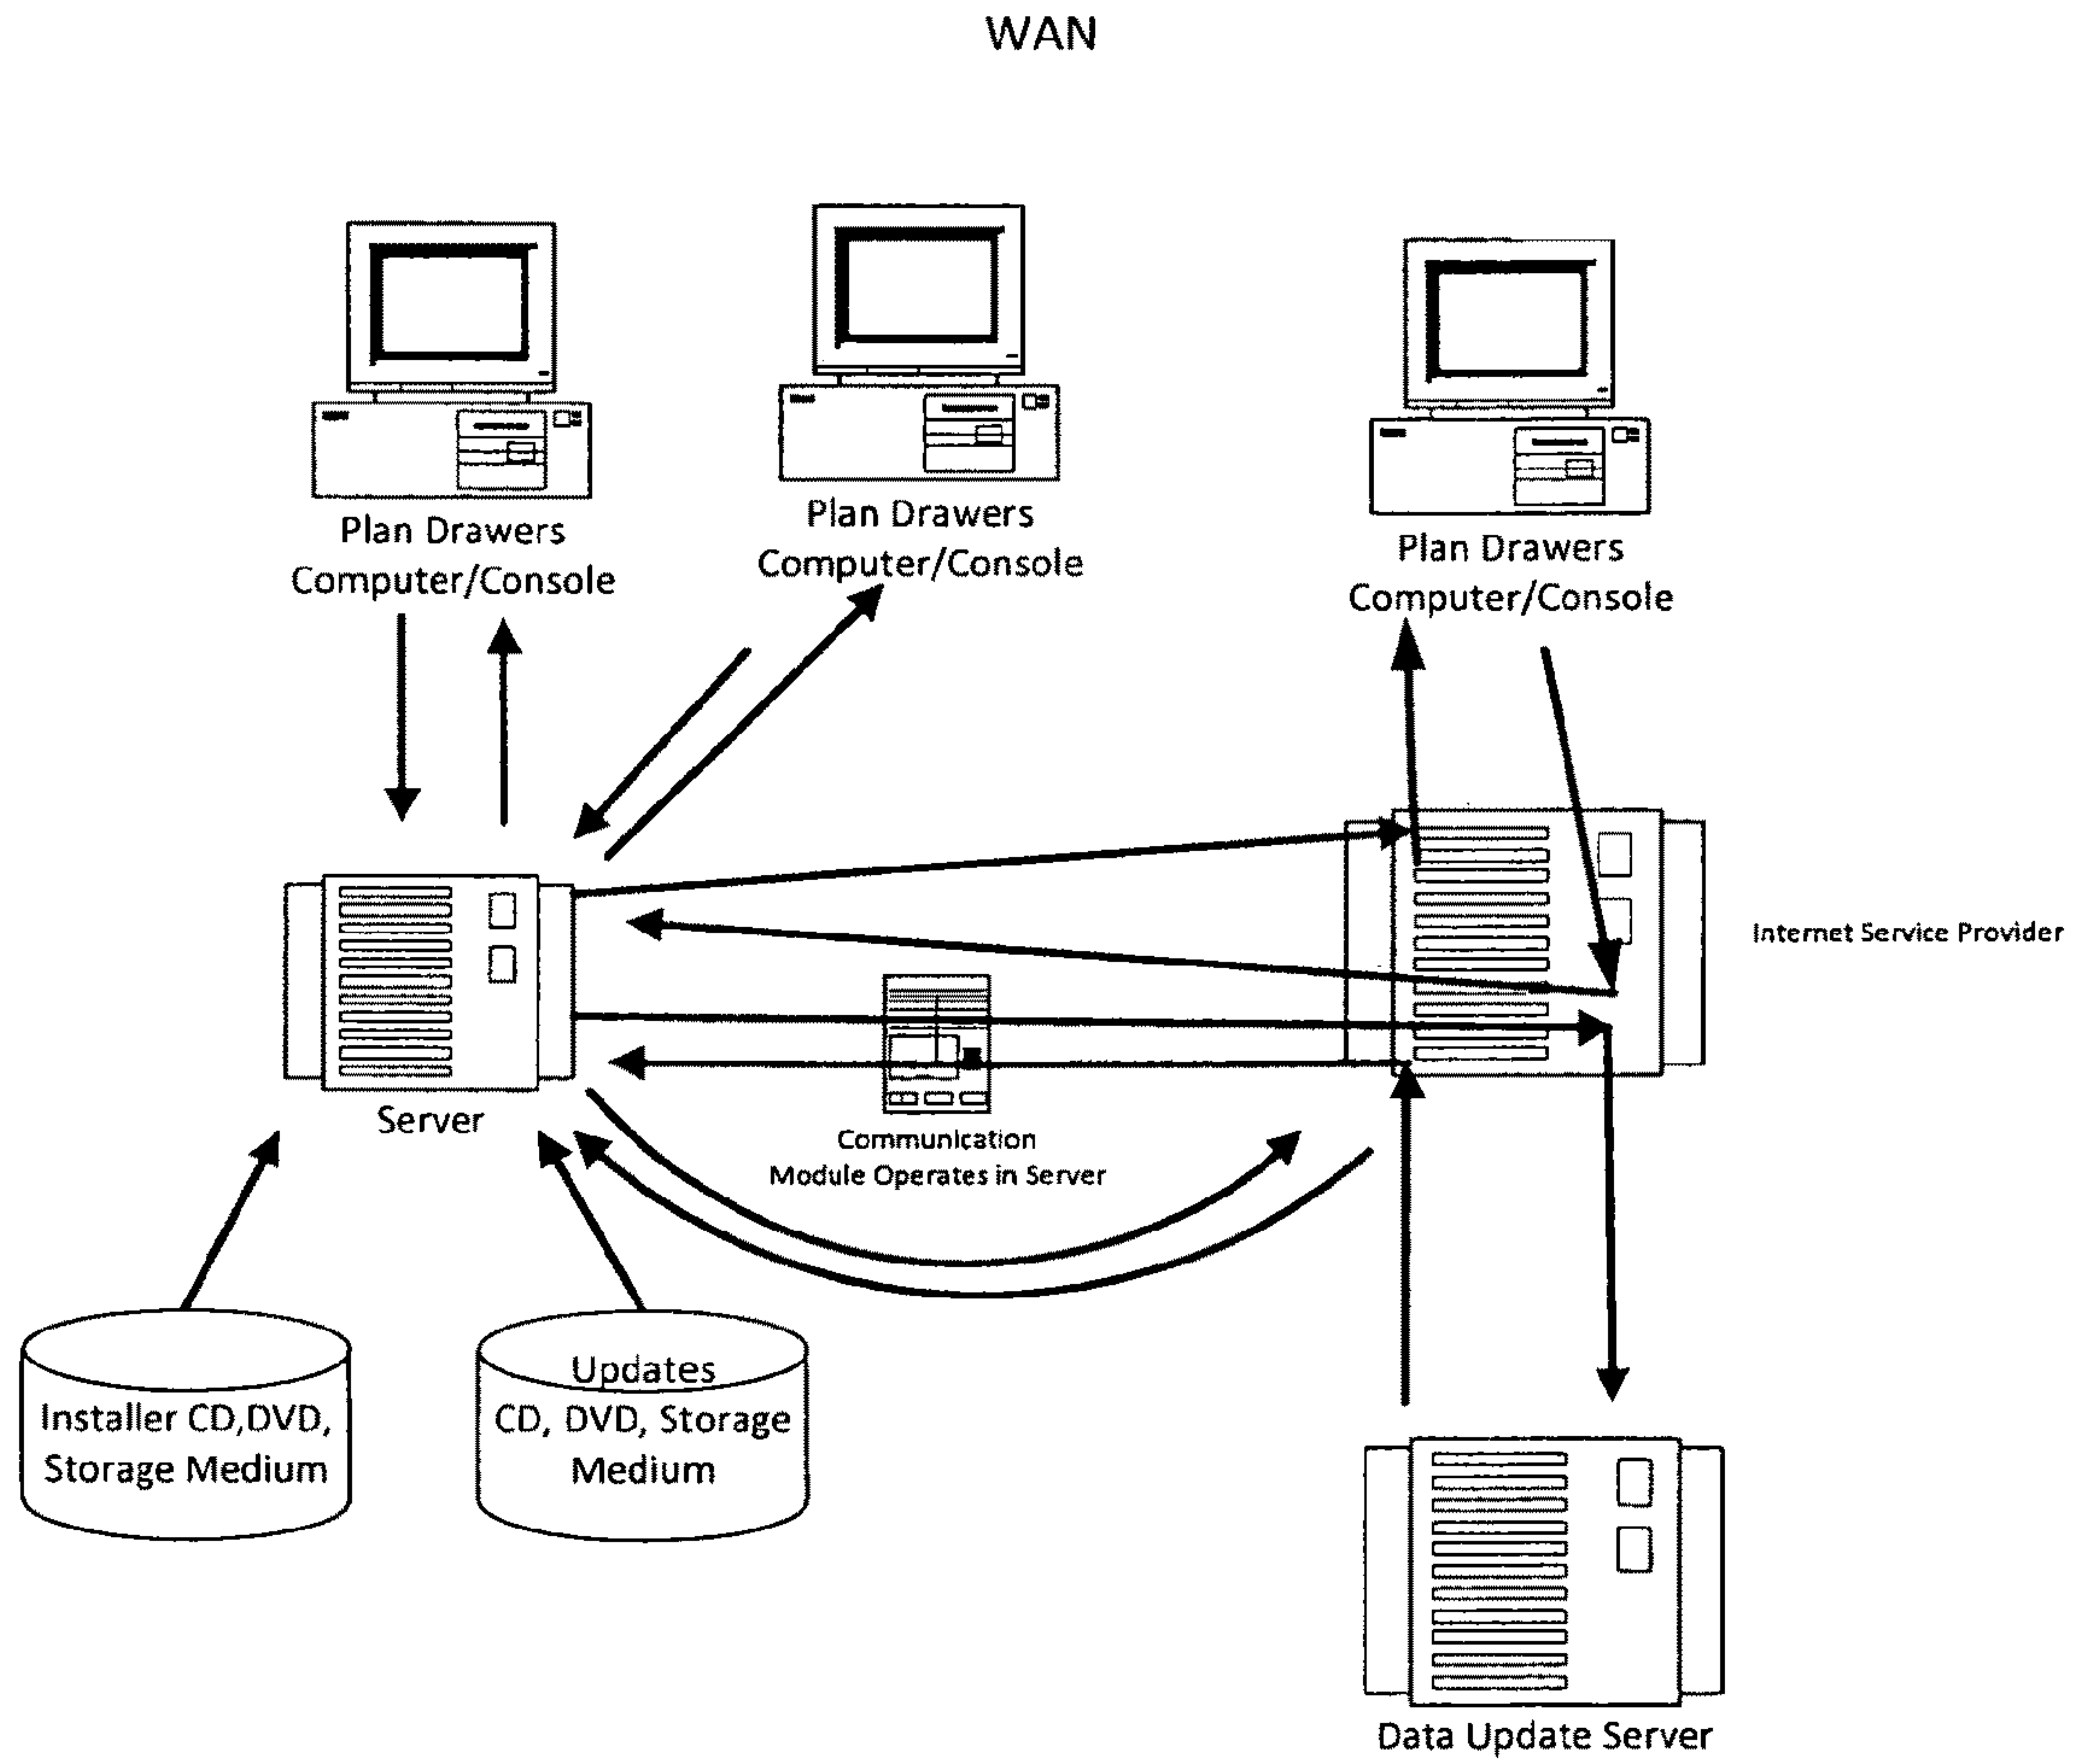 WAN
Plan Drawers
Computer/Console
Plan Drawers
Computer/Console
Plan Drawers
Computer/Console
Internet Service Provider
Server
Communication
Module Operates in Server
Installer CD,DVD,
Storage Medium
Updates
CD, DVD, Storage
Medium
Data Update Server